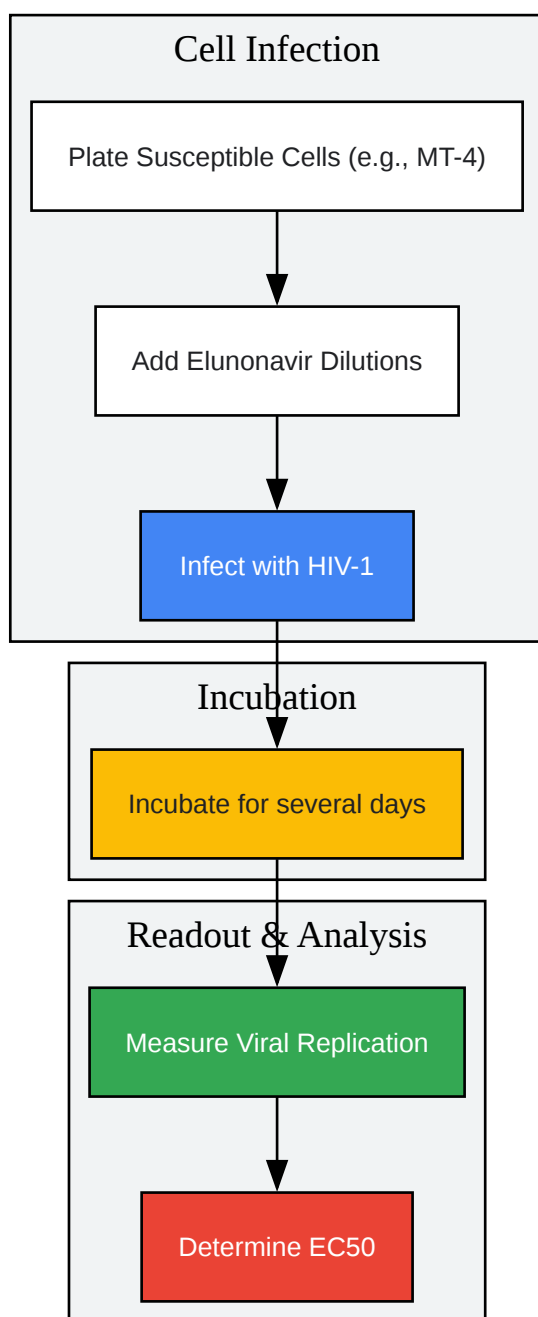 Cell Infection
Plate Susceptible Cells (e.g., MT-4)
Add Elunonavir Dilutions
Infect with HIV-1
Incubation
Incubate for several days
Readout & Analysis
Measure Viral Replication
Determine EC50